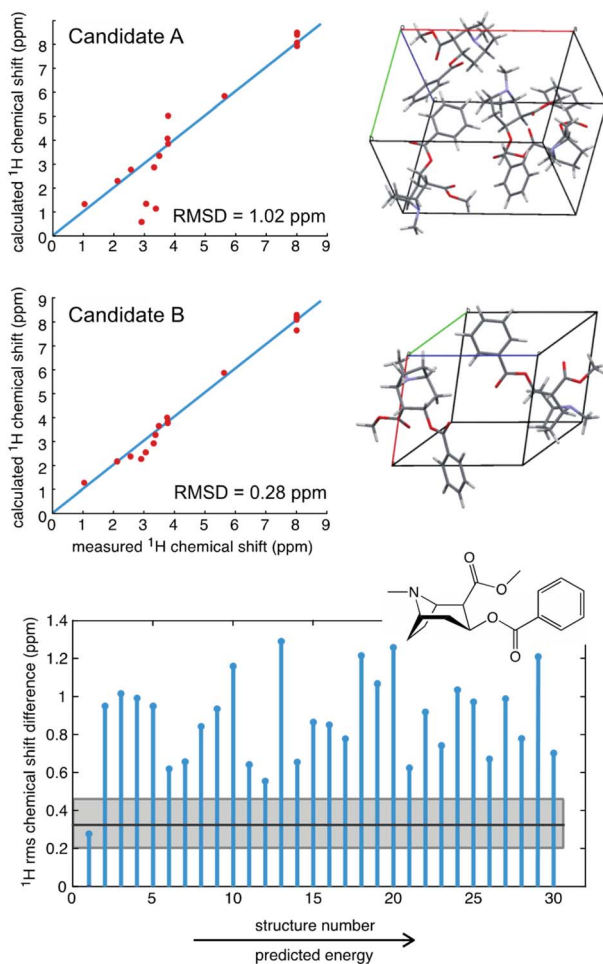 Candidate A
calculated ¹H chemical shift (ppm)
8
7
6
5
4
3
2
1
0
RMSD = 1.02 ppm
0 1 2 3 4 5 6 7 8 9
Candidate B
calculated ¹H chemical shift (ppm)
9
8
7
6
5
4
3
2
1
0
RMSD = 0.28 ppm
0 1 2 3 4 5 6 7 8 9
measured ¹H chemical shift (ppm)
N
O
O
O
O
¹H rms chemical shift difference (ppm)
1.4
1.2
1
0.8
0.6
0.4
0.2
0
0 5 10 15 20 25 30
structure number
predicted energy